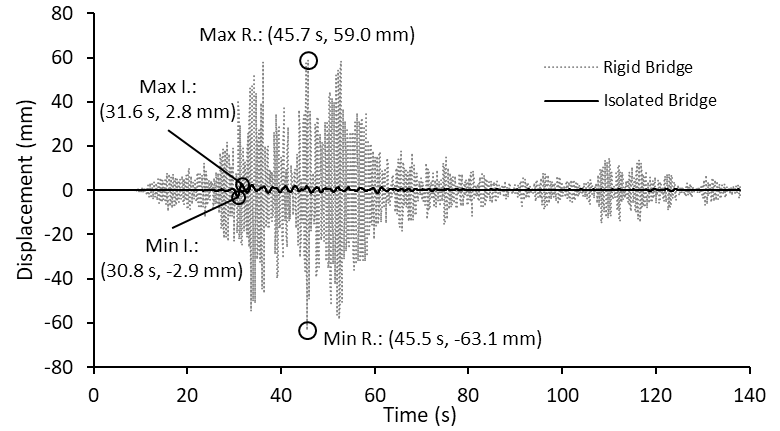 80
60
40
20
0
-20
-40
-60
-80
Displacement (mm)
Max R.: (45.7 s, 59.0 mm)
Max I.:
(31.6 s, 2.8 mm)
Min I.:
(30.8 s, -2.9 mm)
Min R.: (45.5 s, -63.1 mm)
Rigid Bridge
Isolated Bridge
0 20 40 60 80 100 120 140
Time (s)